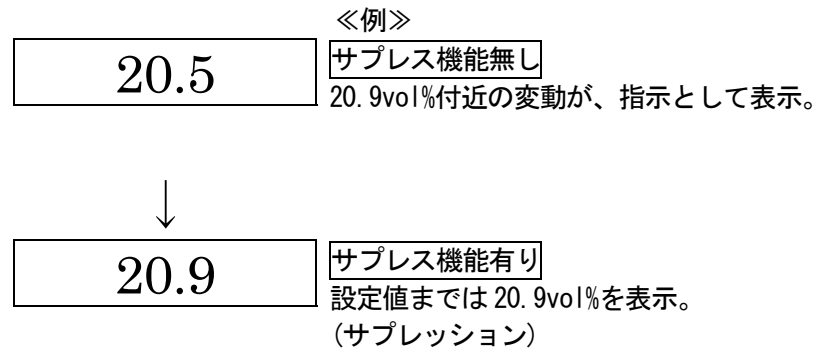 ≪例≫
20.5
サプレス機能無し
20.9vol%付近の変動が、指示として表示。
↓
20.9
サプレス機能有り
設定値までは 20.9vol%を表示。
(サプレッション)